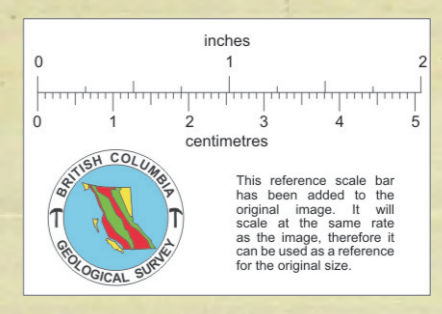 inches
0 1 2
0 1 2 3 4 5
centimetres
BRITISH COLUMBIA
GEOLOGICAL SURVEY
This reference scale bar
has been added to the
original image. It will
scale at the same rate
as the image, therefore it
can be used as a reference
for the original size.